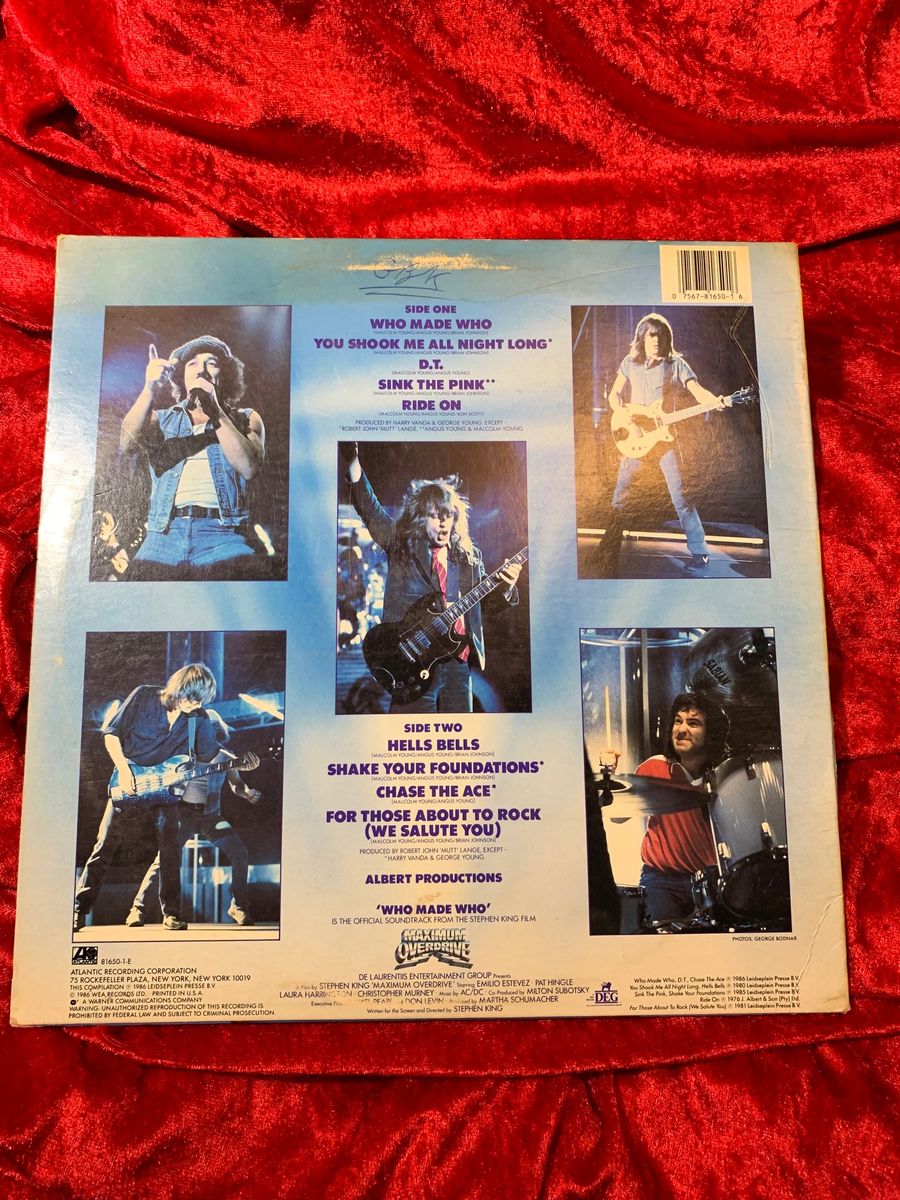 0 7567-81650-1 6
SIDE ONE
WHO MADE WHO
(MALCOLM YOUNG/ANGUS YOUNG/BRIAN JOHNSON)
YOU SHOOK ME ALL NIGHT LONG*
(MALCOLM YOUNG/ANGUS YOUNG/BRIAN JOHNSON)
D.T.
(MALCOLM YOUNG/ANGUS YOUNG)
SINK THE PINK**
(MALCOLM YOUNG/ANGUS YOUNG/BRIAN JOHNSON)
RIDE ON
(MALCOLM YOUNG/ANGUS YOUNG/BON SCOTT)
PRODUCED BY HARRY VANDA & GEORGE YOUNG, EXCEPT –
*ROBERT JOHN 'MUTT' LANGE, **ANGUS YOUNG & MALCOLM YOUNG
SABIAN
SIDE TWO
HELLS BELLS
(MALCOLM YOUNG/ANGUS YOUNG/BRIAN JOHNSON)
SHAKE YOUR FOUNDATIONS*
(MALCOLM YOUNG/ANGUS YOUNG/BRIAN JOHNSON)
CHASE THE ACE*
(MALCOLM YOUNG/ANGUS YOUNG)
FOR THOSE ABOUT TO ROCK
(WE SALUTE YOU)
(MALCOLM YOUNG/ANGUS YOUNG/BRIAN JOHNSON)
PRODUCED BY ROBERT JOHN 'MUTT' LANGE, EXCEPT –
*HARRY VANDA & GEORGE YOUNG
ALBERT PRODUCTIONS
'WHO MADE WHO'
IS THE OFFICIAL SOUNDTRACK FROM THE STEPHEN KING FILM
MAXIMUM
OVERDRIVE
DE LAURENTIIS ENTERTAINMENT GROUP Presents
A Film by STEPHEN KING 'MAXIMUM OVERDRIVE' Starring EMILIO ESTEVEZ PAT HINGLE
LAURA HARRINGTON CHRISTOPHER MURNEY Music by AC/DC Co-Produced by MILTON SUBOTSKY
Executive DON LEVIN Produced by MARTHA SCHUMACHER
Written for the Screen and Directed by STEPHEN KING
DEG
PHOTOS: GEORGE BODNAR
ATLANTIC
81650-1-E
ATLANTIC RECORDING CORPORATION
75 ROCKEFELLER PLAZA, NEW YORK, NEW YORK 10019
THIS COMPILATION ℗ 1986 LEIDSEPLEIN PRESSE B.V.
© 1986 WEA RECORDS LTD PRINTED IN U.S.A.
A WARNER COMMUNICATIONS COMPANY
WARNING: UNAUTHORIZED REPRODUCTION OF THIS RECORDING IS
PROHIBITED BY FEDERAL LAW AND SUBJECT TO CRIMINAL PROSECUTION.
Who Made Who, D.T., Chase The Ace ℗ 1986 Leidseplein Presse B.V.
You Shook Me All Night Long, Hells Bells ℗ 1980 Leidseplein Presse B.V.
Sink The Pink, Shake Your Foundations ℗ 1985 Leidseplein Presse B.V.
Ride On ℗ 1976 J. Albert & Son (Pty) Ltd.
For Those About To Rock (We Salute You) ℗ 1981 Leidseplein Presse B.V.